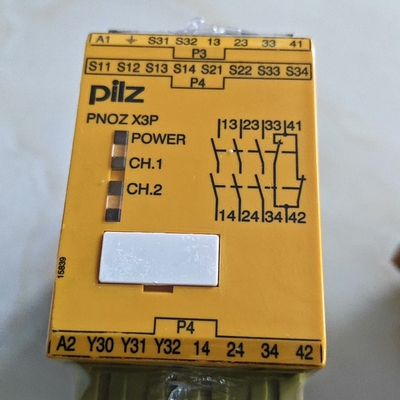 A1 S31 S32 13 23 33 41
P3
S11 S12 S13 S14 S21 S22 S33 S34
P4
pilz
PNOZ X3P
POWER
CH.1
CH.2
13 23 33 41
14 24 34 42
15839
P4
A2 Y30 Y31 Y32 14 24 34 42